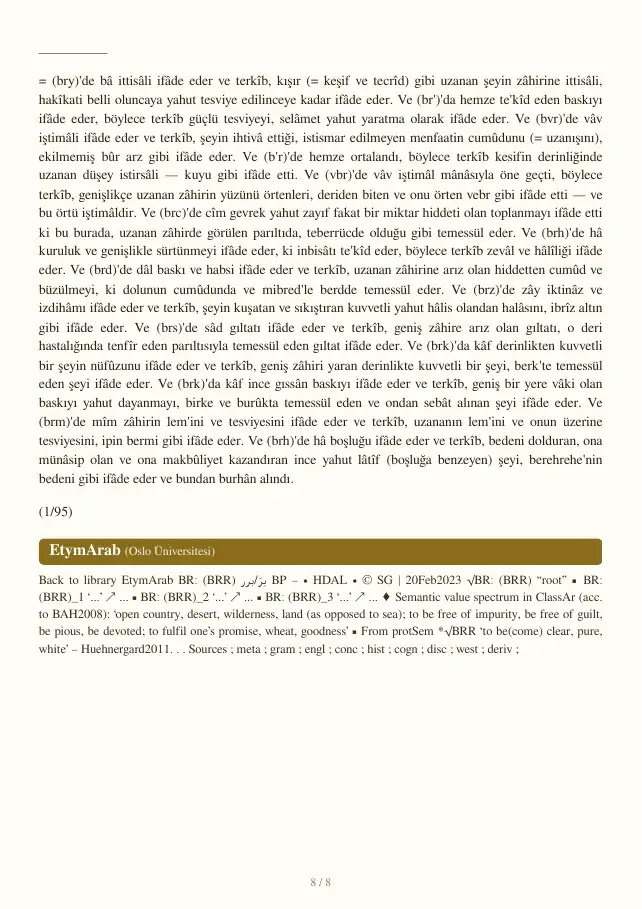 = (bry)'de bâ ittisâli ifâde eder ve terkîb, kışır (= keşif ve tecrîd) gibi uzanan şeyin zâhirine ittisâli,
hakîkati belli oluncaya yahut tesviye edilinceye kadar ifâde eder. Ve (br')'da hemze te'kîd eden baskıyı
ifâde eder, böylece terkîb güçlü tesviyeyi, selâmet yahut yaratma olarak ifâde eder. Ve (bvr)'de vâv
iştimâli ifâde eder ve terkîb, şeyin ihtivâ ettiği, istismar edilmeyen menfaatin cumûdunu (= uzanışını),
ekilmemiş bûr arz gibi ifâde eder. Ve (b'r)'de hemze ortalandı, böylece terkîb kesifin derinliğinde
uzanan düşey istirsâli — kuyu gibi ifâde etti. Ve (vbr)'de vâv iştimâl mânâsıyla öne geçti, böylece
terkîb, genişlikçe uzanan zâhirin yüzünü örtenleri, deriden biten ve onu örten vebr gibi ifâde etti — ve
bu örtü iştimâldir. Ve (brc)'de cîm gevrek yahut zayıf fakat bir miktar hiddeti olan toplanmayı ifâde etti
ki bu burada, uzanan zâhirde görülen parıltıda, teberrücde olduğu gibi temessül eder. Ve (brh)'de hâ
kuruluk ve genişlikle sürtünmeyi ifâde eder, ki inbisâtı te'kîd eder, böylece terkîb zevâl ve hâlîliği ifâde
eder. Ve (brd)'de dâl baskı ve habsi ifâde eder ve terkîb, uzanan zâhirine arız olan hiddetten cumûd ve
büzülmeyi, ki dolunun cumûdunda ve mibred'le berdde temessül eder. Ve (brz)'de zây iktinâz ve
izdihâmı ifâde eder ve terkîb, şeyin kuşatan ve sıkıştıran kuvvetli yahut hâlis olandan halâsını, ibrîz altın
gibi ifâde eder. Ve (brs)'de sâd gıltatı ifâde eder ve terkîb, geniş zâhire arız olan gıltatı, o deri
hastalığında tenfîr eden parıltısıyla temessül eden gıltat ifâde eder. Ve (brk)'da kâf derinlikten kuvvetli
bir şeyin nüfûzunu ifâde eder ve terkîb, geniş zâhiri yaran derinlikte kuvvetli bir şeyi, berk'te temessül
eden şeyi ifâde eder. Ve (brk)'da kâf ince gıssân baskıyı ifâde eder ve terkîb, geniş bir yere vâki olan
baskıyı yahut dayanmayı, birke ve burûkta temessül eden ve ondan sebât alınan şeyi ifâde eder. Ve
(brm)'de mîm zâhirin lem'ini ve tesviyesini ifâde eder ve terkîb, uzananın lem'ini ve onun üzerine
tesviyesini, ipin bermi gibi ifâde eder. Ve (brh)'de hâ boşluğu ifâde eder ve terkîb, bedeni dolduran, ona
münâsip olan ve ona makbûliyet kazandıran ince yahut lâtîf (boşluğa benzeyen) şeyi, berehrehe'nin
bedeni gibi ifâde eder ve bundan burhân alındı.
(1/95)
EtymArab (Oslo Üniversitesi)
Back to library EtymArab BR: (BRR) برّ/برر BP – • HDAL • © SG | 20Feb2023 √BR: (BRR) “root” ▪ BR:
(BRR)_1 ‘...’ ↗ ... ▪ BR: (BRR)_2 ‘...’ ↗ ... ▪ BR: (BRR)_3 ‘...’ ↗ ... ♦ Semantic value spectrum in ClassAr (acc.
to BAH2008): ‘open country, desert, wilderness, land (as opposed to sea); to be free of impurity, be free of guilt,
be pious, be devoted; to fulfil one’s promise, wheat, goodness’ ▪ From protSem *√BRR ‘to be(come) clear, pure,
white’ – Huehnergard2011. . . Sources ; meta ; gram ; engl ; conc ; hist ; cogn ; disc ; west ; deriv ;
8 / 8